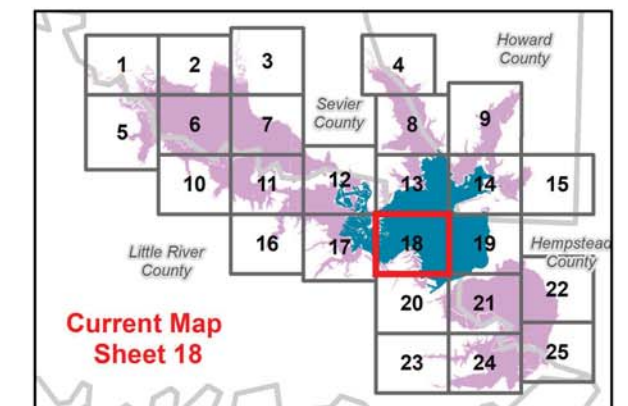 Howard
County
1
2
3
4
Sevier
County
5
6
7
8
9
10
11
12
13
14
15
Little River
County
16
17
18
19
Hempstead
County
20
21
22
Current Map
Sheet 18
23
24
25